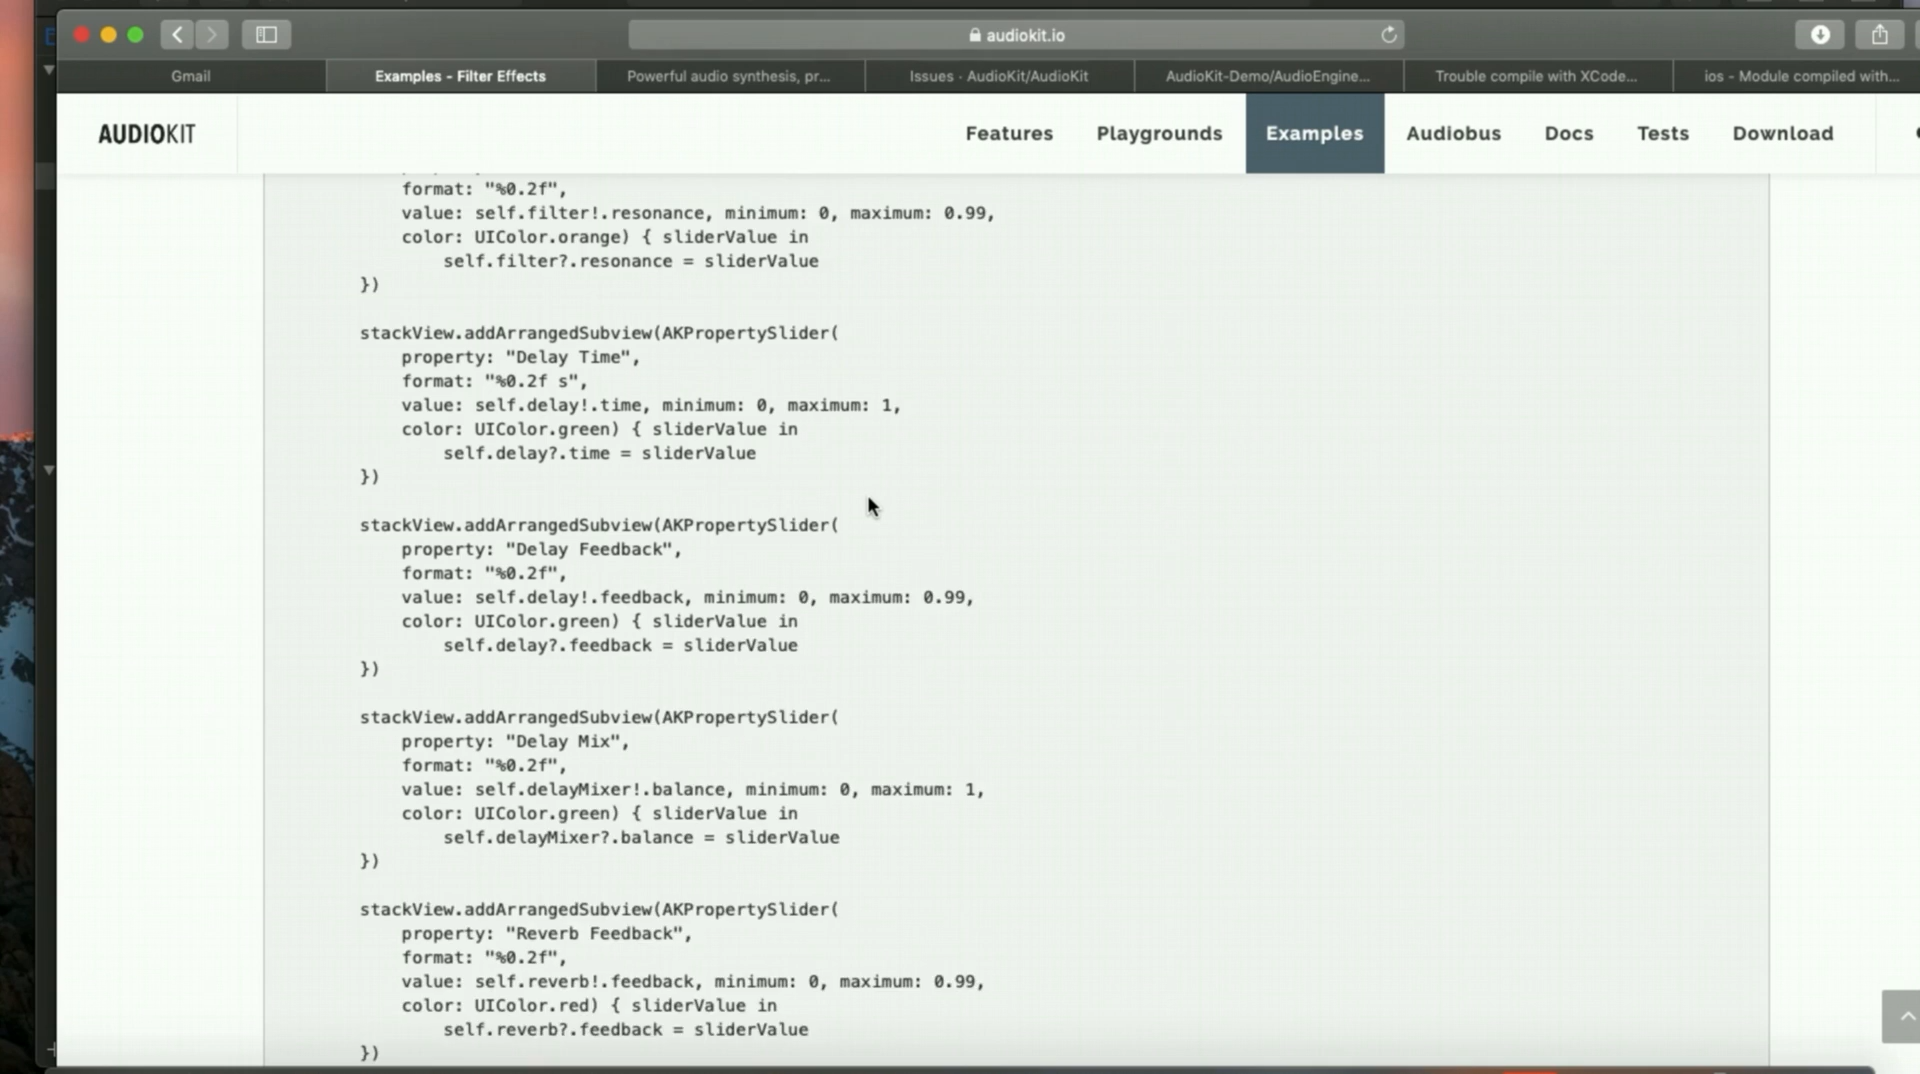 audiokit.io
Gmail
Examples - Filter Effects
Powerful audio synthesis, pr...
Issues · AudioKit/AudioKit
AudioKit-Demo/AudioEngine...
Trouble compile with XCode...
ios - Module compiled with...
AUDIOKIT
Features
Playgrounds
Examples
Audiobus
Docs
Tests
Download
format: "%0.2f",
value: self.filter!.resonance, minimum: 0, maximum: 0.99,
color: UIColor.orange) { sliderValue in
self.filter?.resonance = sliderValue
})
stackView.addArrangedSubview(AKPropertySlider(
property: "Delay Time",
format: "%0.2f s",
value: self.delay!.time, minimum: 0, maximum: 1,
color: UIColor.green) { sliderValue in
self.delay?.time = sliderValue
})
stackView.addArrangedSubview(AKPropertySlider(
property: "Delay Feedback",
format: "%0.2f",
value: self.delay!.feedback, minimum: 0, maximum: 0.99,
color: UIColor.green) { sliderValue in
self.delay?.feedback = sliderValue
})
stackView.addArrangedSubview(AKPropertySlider(
property: "Delay Mix",
format: "%0.2f",
value: self.delayMixer!.balance, minimum: 0, maximum: 1,
color: UIColor.green) { sliderValue in
self.delayMixer?.balance = sliderValue
})
stackView.addArrangedSubview(AKPropertySlider(
property: "Reverb Feedback",
format: "%0.2f",
value: self.reverb!.feedback, minimum: 0, maximum: 0.99,
color: UIColor.red) { sliderValue in
self.reverb?.feedback = sliderValue
})